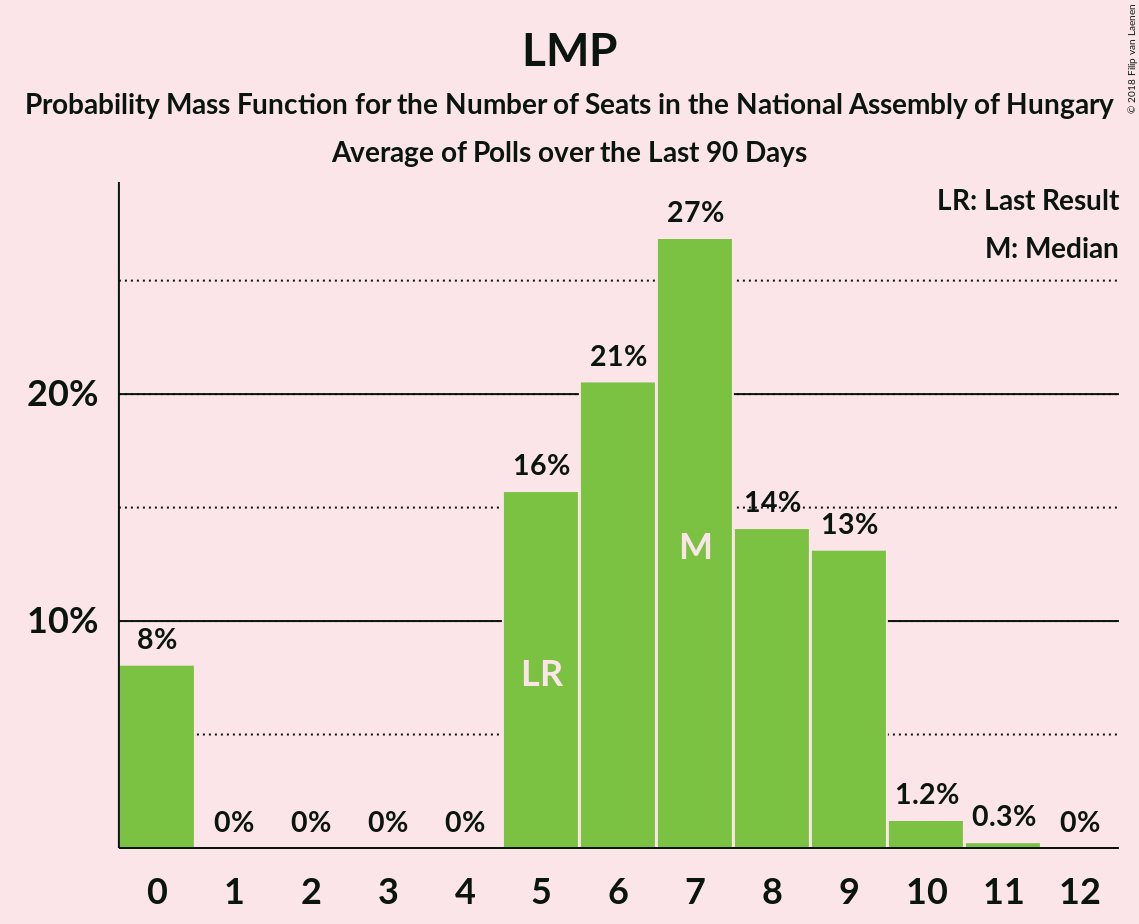 LMP
Probability Mass Function for the Number of Seats in the National Assembly of Hungary
Average of Polls over the Last 90 Days
© 2018 Filip van Laenen
LR: Last Result
M: Median
27%
21%
20%
16%
14%
13%
M
10%
8%
LR
1.2%
0.3%
0% 0% 0% 0% 0%
0 1 2 3 4 5 6 7 8 9 10 11 12